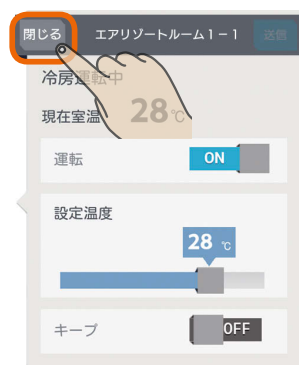 閉じる エアリゾートルーム1－1 送信
冷房運転中
現在室温 28℃
運転 ON
設定温度
28 ℃
キープ OFF